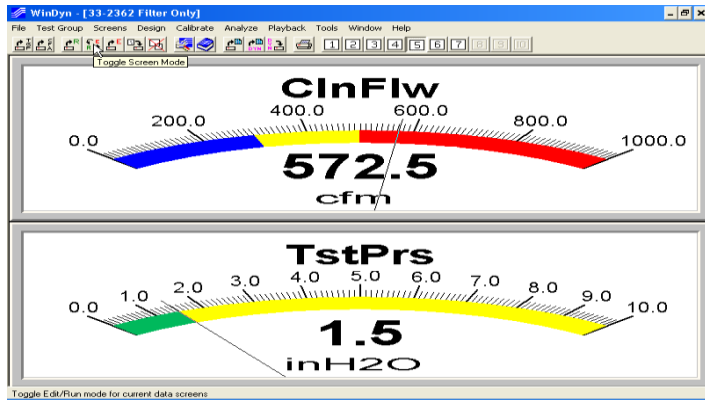 WinDyn - [33-2362 Filter Only]
File Test Group Screens Design Calibrate Analyze Playback Tools Window Help
1 2 3 4 5 6 7 8 9 10
Toggle Screen Mode
ClnFlw
0.0 200.0 400.0 600.0 800.0 1000.0
572.5
cfm
TstPrs
0.0 1.0 2.0 3.0 4.0 5.0 6.0 7.0 8.0 9.0 10.0
1.5
inH2O
Toggle Edit/Run mode for current data screens